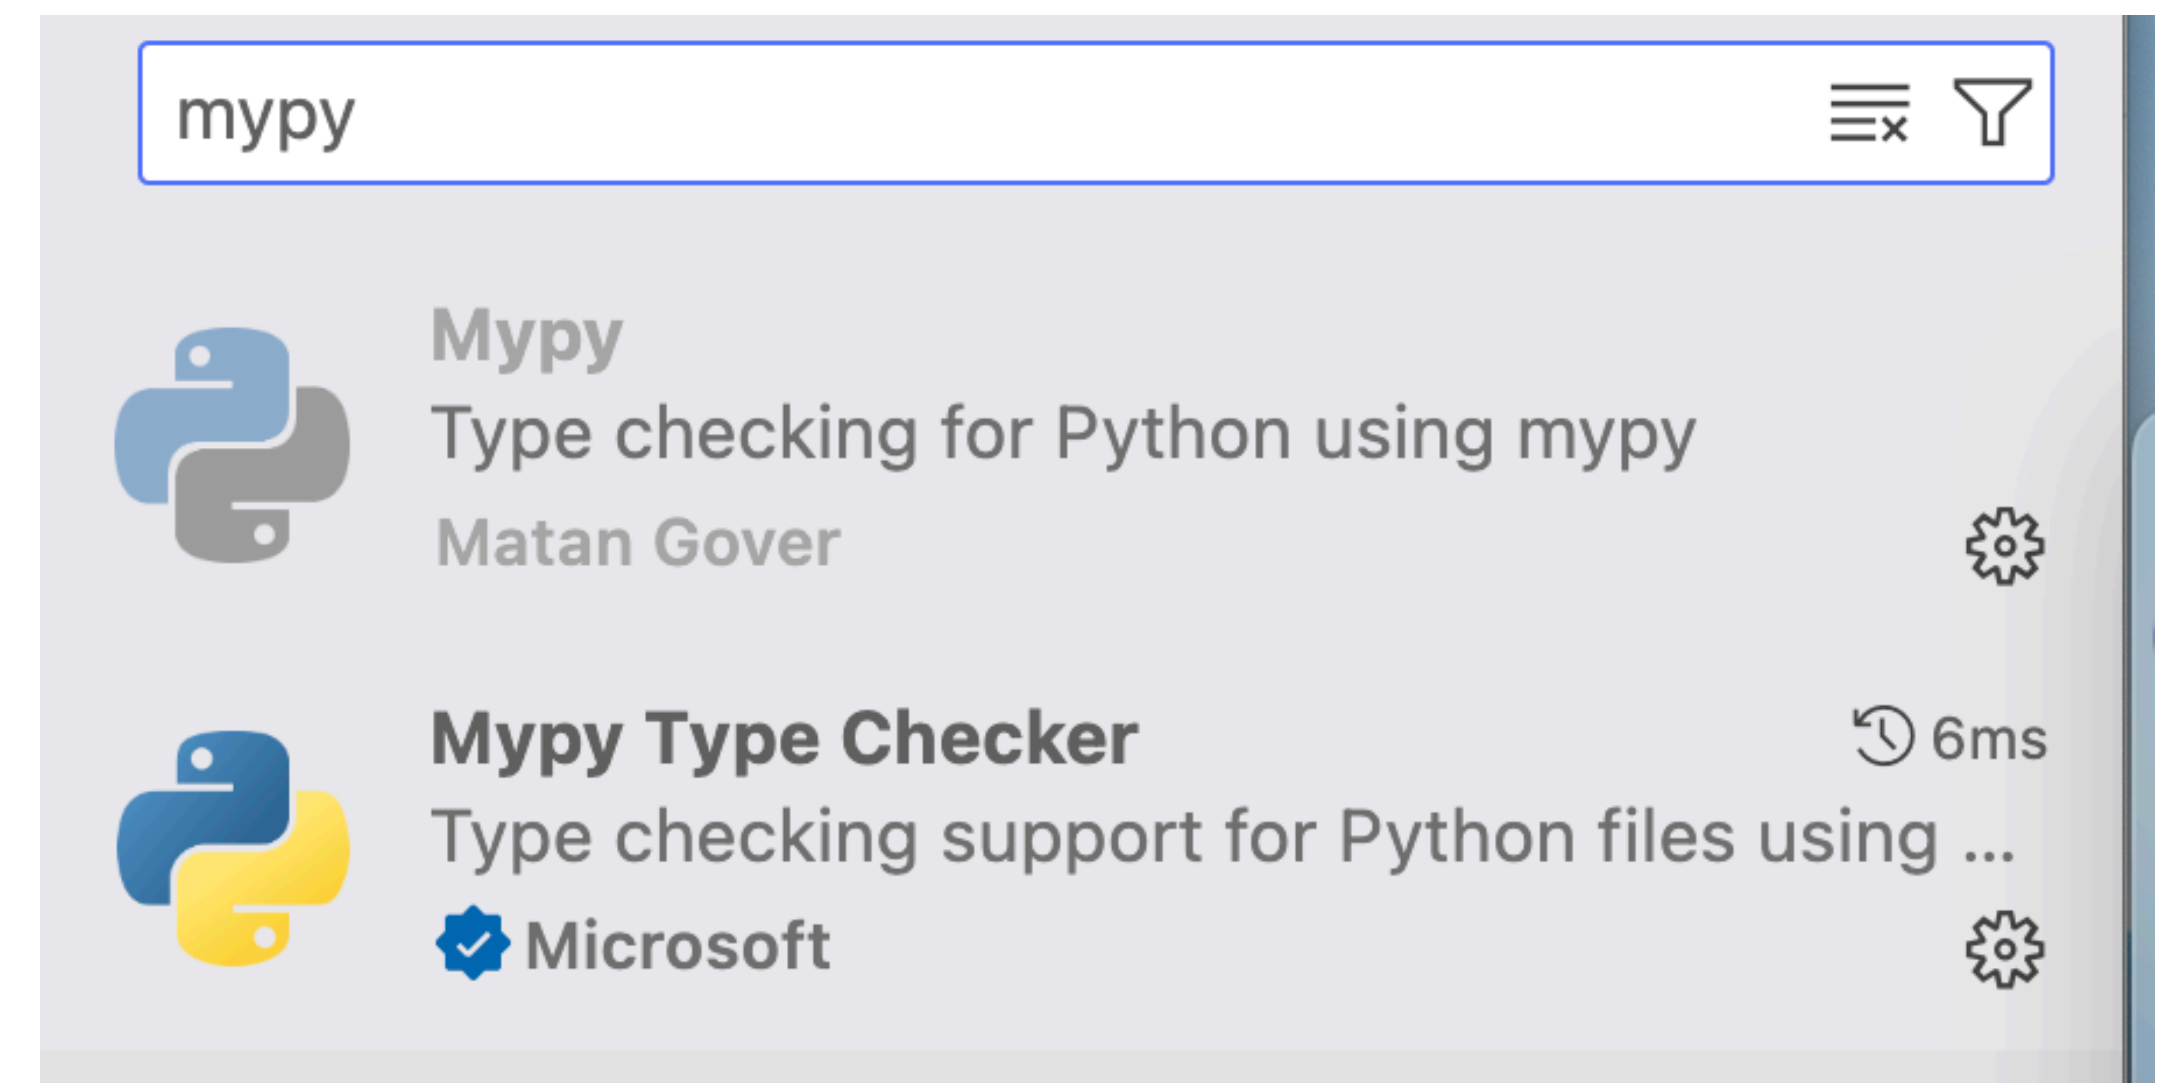 mypy
Mypy
Type checking for Python using mypy
Matan Gover
Mypy Type Checker 6ms
Type checking support for Python files using ...
Microsoft